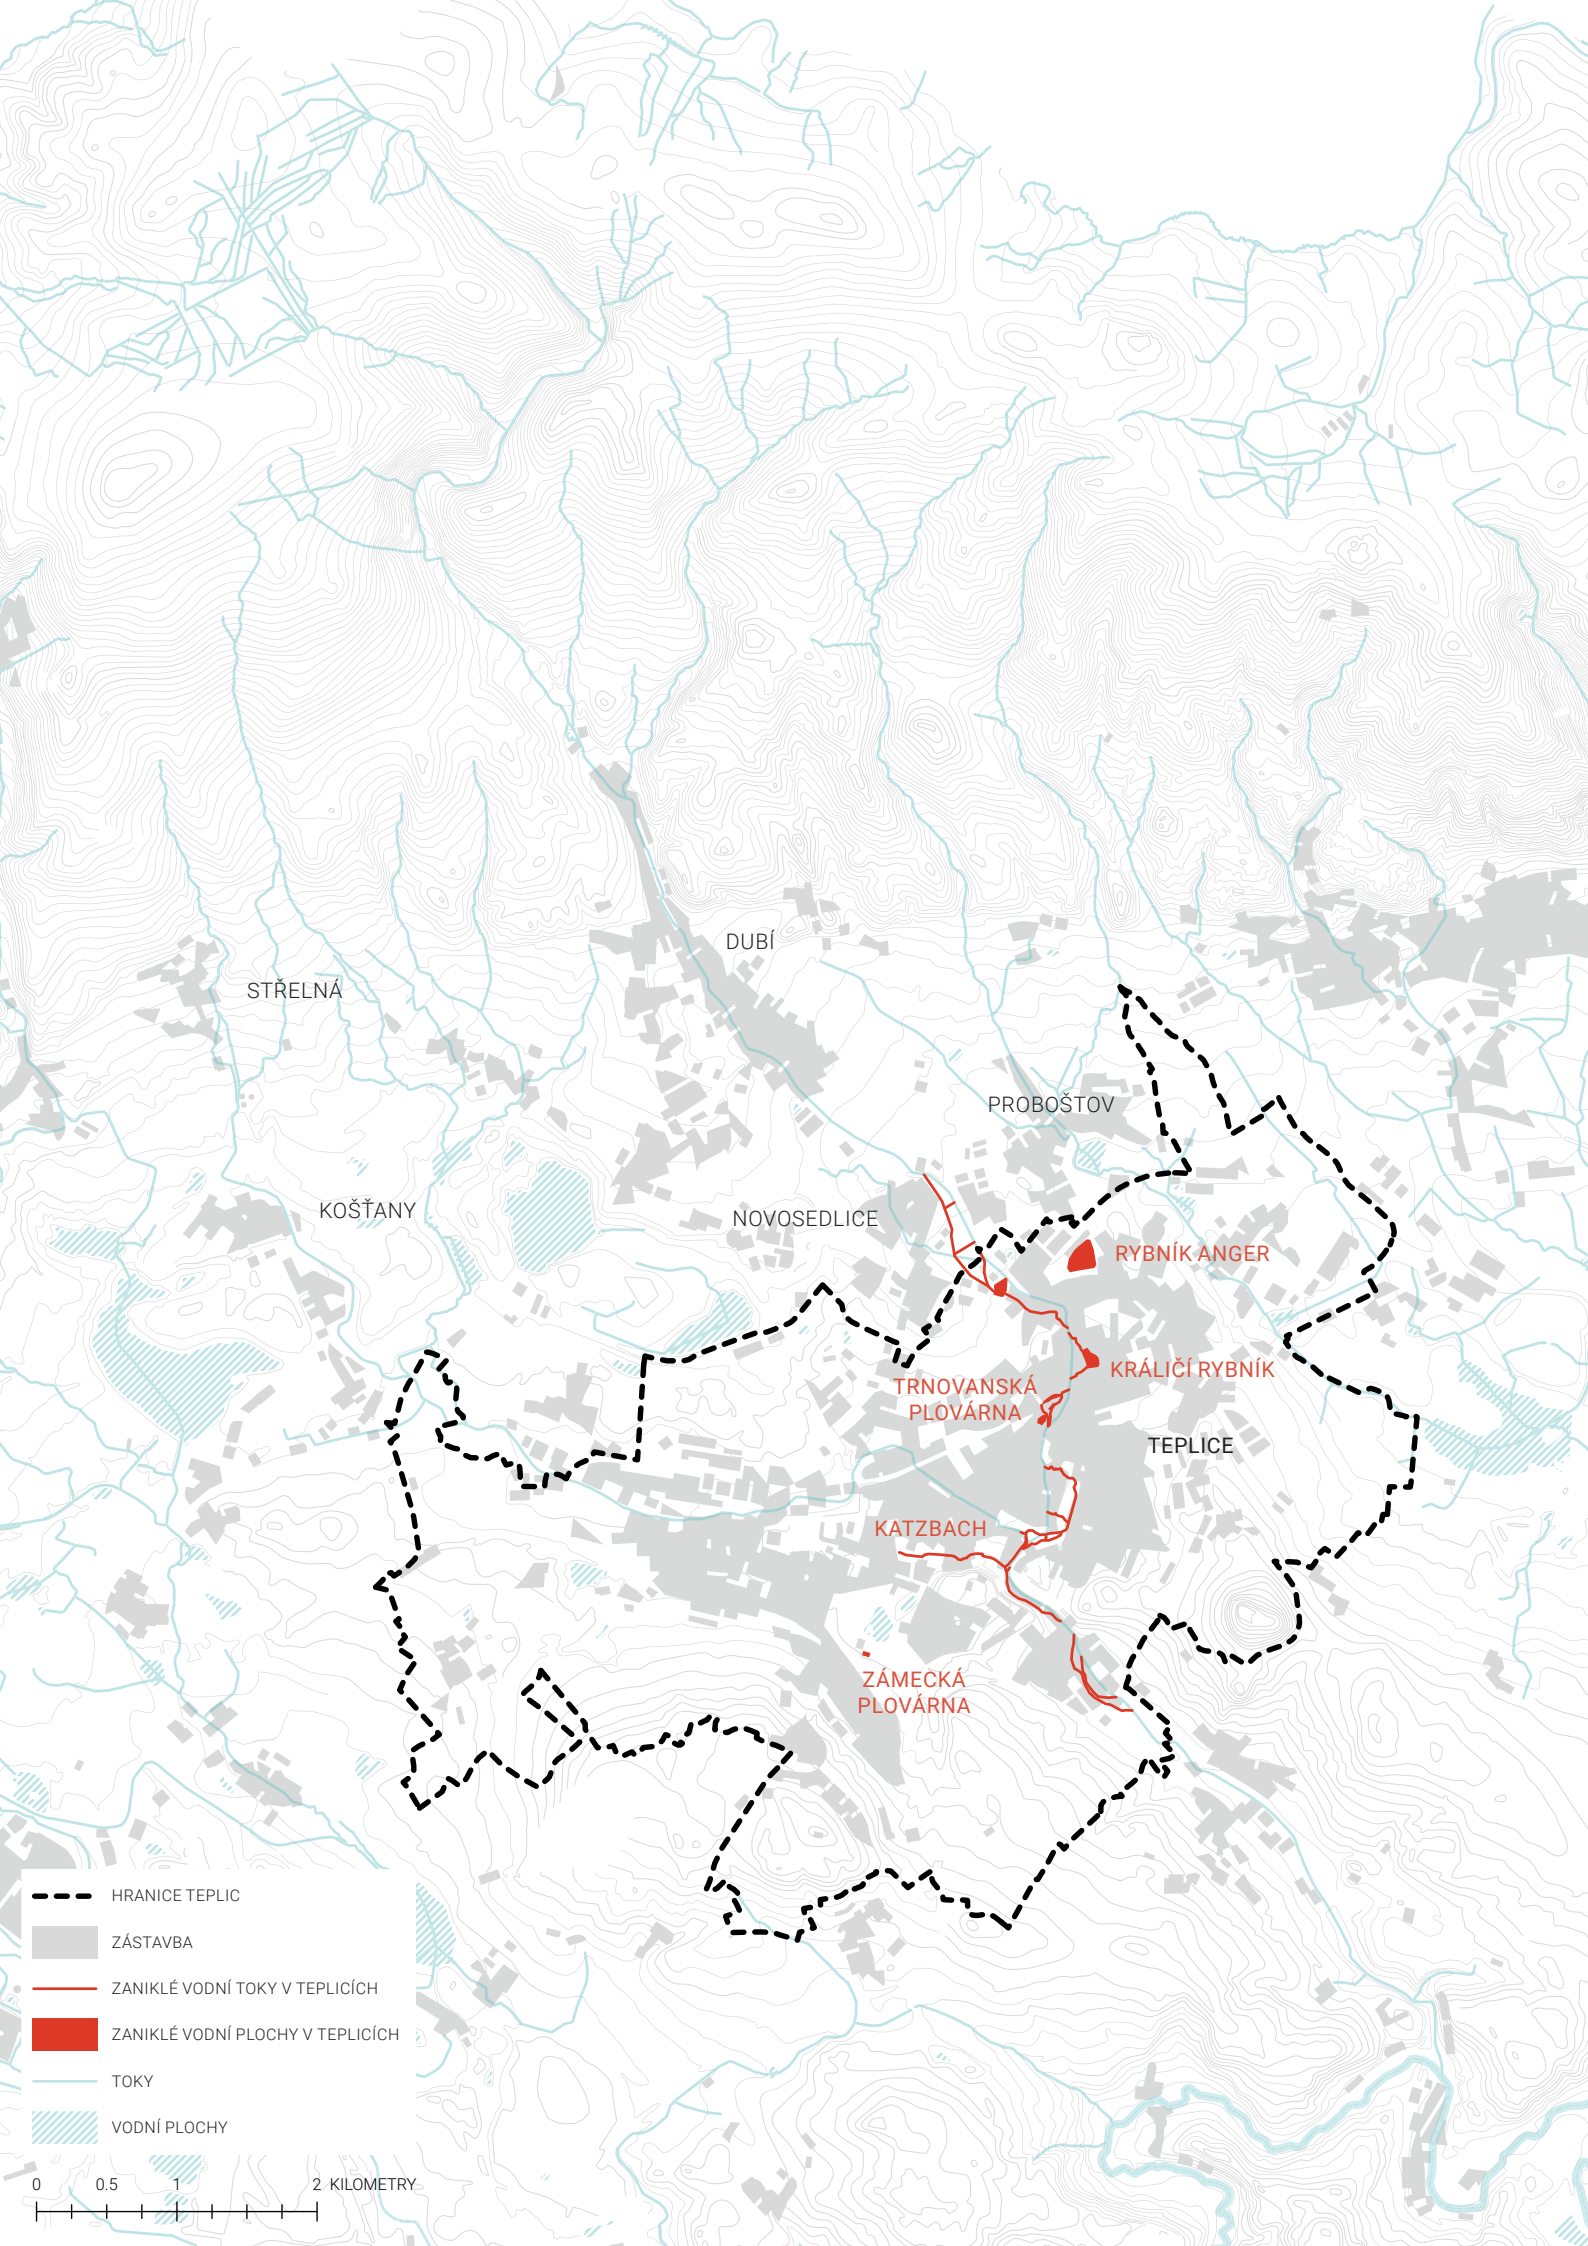 DUBÍ
STŘELNÁ
PROBOŠTOV
KOŠŤANY
NOVOSEDLICE
RYBNÍK ANGER
KRÁLIČÍ RYBNÍK
TRNOVANSKÁ
PLOVÁRNA
TEPLICE
KATZBACH
ZÁMECKÁ
PLOVÁRNA
HRANICE TEPLIC
ZÁSTAVBA
ZANIKLÉ VODNÍ TOKY V TEPLICÍCH
ZANIKLÉ VODNÍ PLOCHY V TEPLICÍCH
TOKY
VODNÍ PLOCHY
0 0.5 1 2 KILOMETRY